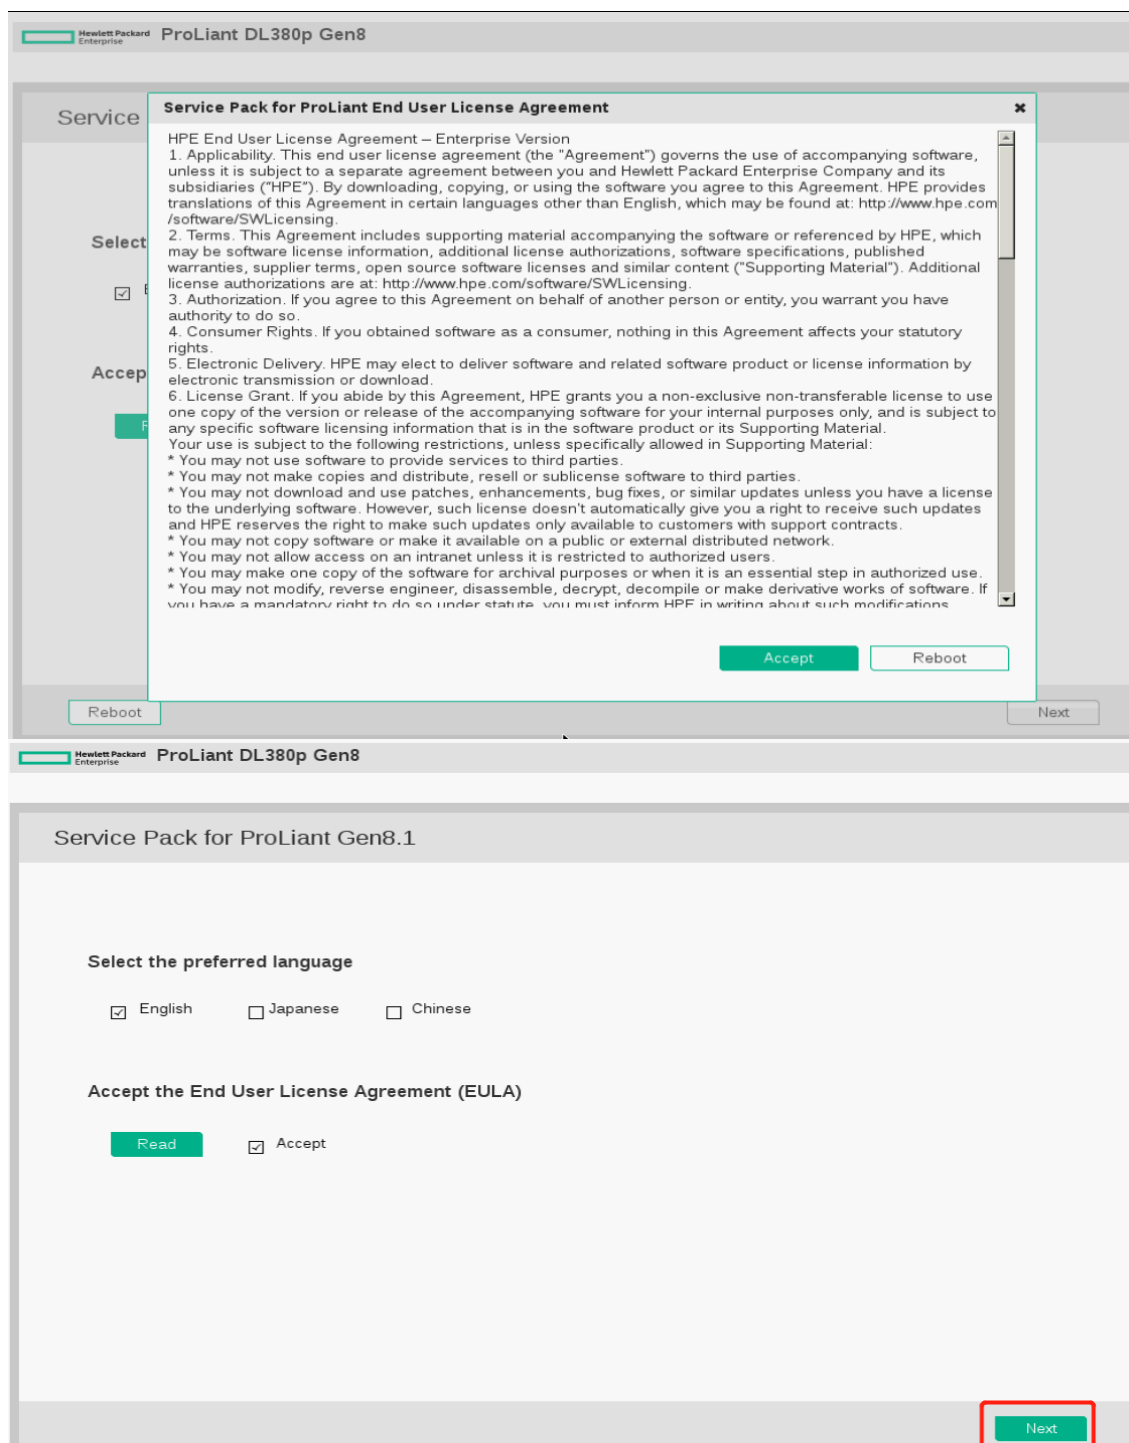 Hewlett Packard
Enterprise
ProLiant DL380p Gen8
Service
Service Pack for ProLiant End User License Agreement
HPE End User License Agreement – Enterprise Version
1. Applicability. This end user license agreement (the "Agreement") governs the use of accompanying software,
unless it is subject to a separate agreement between you and Hewlett Packard Enterprise Company and its
subsidiaries ("HPE"). By downloading, copying, or using the software you agree to this Agreement. HPE provides
translations of this Agreement in certain languages other than English, which may be found at: http://www.hpe.com
/software/SWLicensing.
2. Terms. This Agreement includes supporting material accompanying the software or referenced by HPE, which
may be software license information, additional license authorizations, software specifications, published
warranties, supplier terms, open source software licenses and similar content ("Supporting Material"). Additional
license authorizations are at: http://www.hpe.com/software/SWLicensing.
3. Authorization. If you agree to this Agreement on behalf of another person or entity, you warrant you have
authority to do so.
4. Consumer Rights. If you obtained software as a consumer, nothing in this Agreement affects your statutory
rights.
5. Electronic Delivery. HPE may elect to deliver software and related software product or license information by
electronic transmission or download.
6. License Grant. If you abide by this Agreement, HPE grants you a non-exclusive non-transferable license to use
one copy of the version or release of the accompanying software for your internal purposes only, and is subject to
any specific software licensing information that is in the software product or its Supporting Material.
Your use is subject to the following restrictions, unless specifically allowed in Supporting Material:
* You may not use software to provide services to third parties.
* You may not make copies and distribute, resell or sublicense software to third parties.
* You may not download and use patches, enhancements, bug fixes, or similar updates unless you have a license
to the underlying software. However, such license doesn't automatically give you a right to receive such updates
and HPE reserves the right to make such updates only available to customers with support contracts.
* You may not copy software or make it available on a public or external distributed network.
* You may not allow access on an intranet unless it is restricted to authorized users.
* You may make one copy of the software for archival purposes or when it is an essential step in authorized use.
* You may not modify, reverse engineer, disassemble, decrypt, decompile or make derivative works of software. If
you have a mandatory right to do so under statute, you must inform HPE in writing about such modifications.
Select
Accep
Accept
Reboot
Reboot
Next
Hewlett Packard
Enterprise
ProLiant DL380p Gen8
Service Pack for ProLiant Gen8.1
Select the preferred language
English
Japanese
Chinese
Accept the End User License Agreement (EULA)
Read
Accept
Next